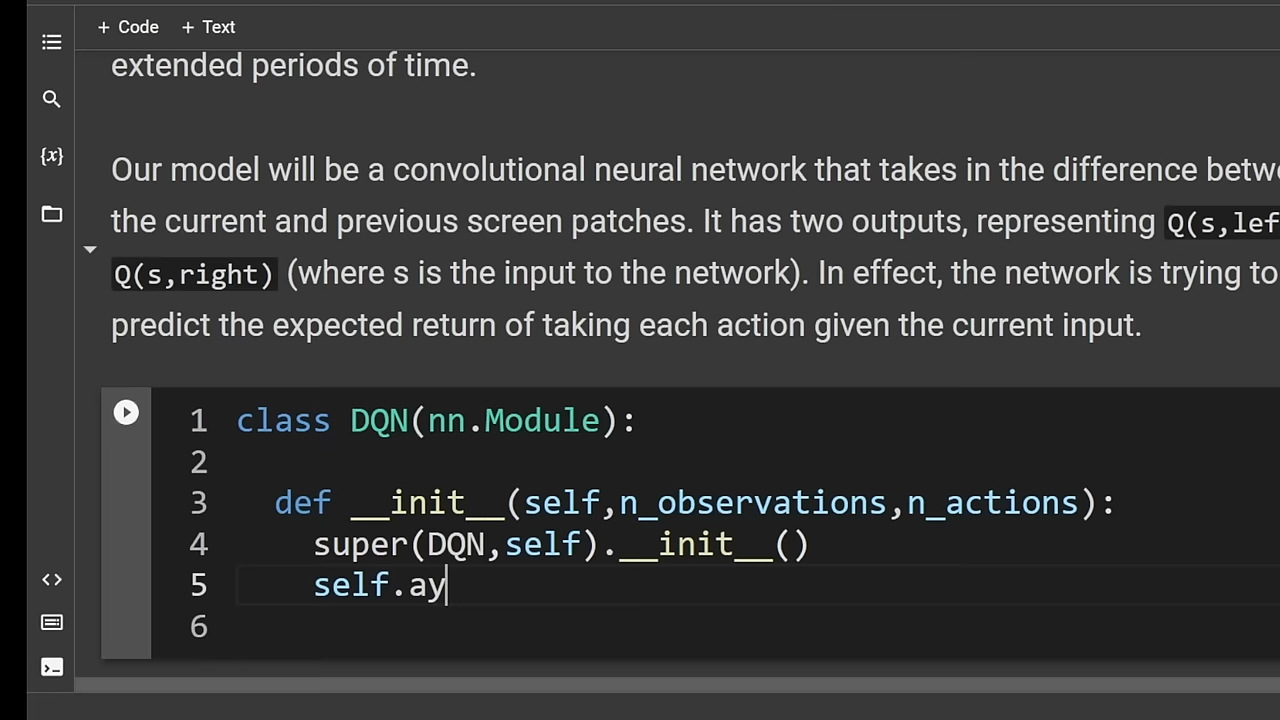 + Code + Text
extended periods of time.
{x}
Our model will be a convolutional neural network that takes in the difference betw
the current and previous screen patches. It has two outputs, representing Q(s,lef
Q(s,right) (where s is the input to the network). In effect, the network is trying to
predict the expected return of taking each action given the current input.
1 class DQN(nn.Module):
2
3 def __init__(self,n_observations,n_actions):
4 super(DQN,self).__init__()
5 self.ay
6